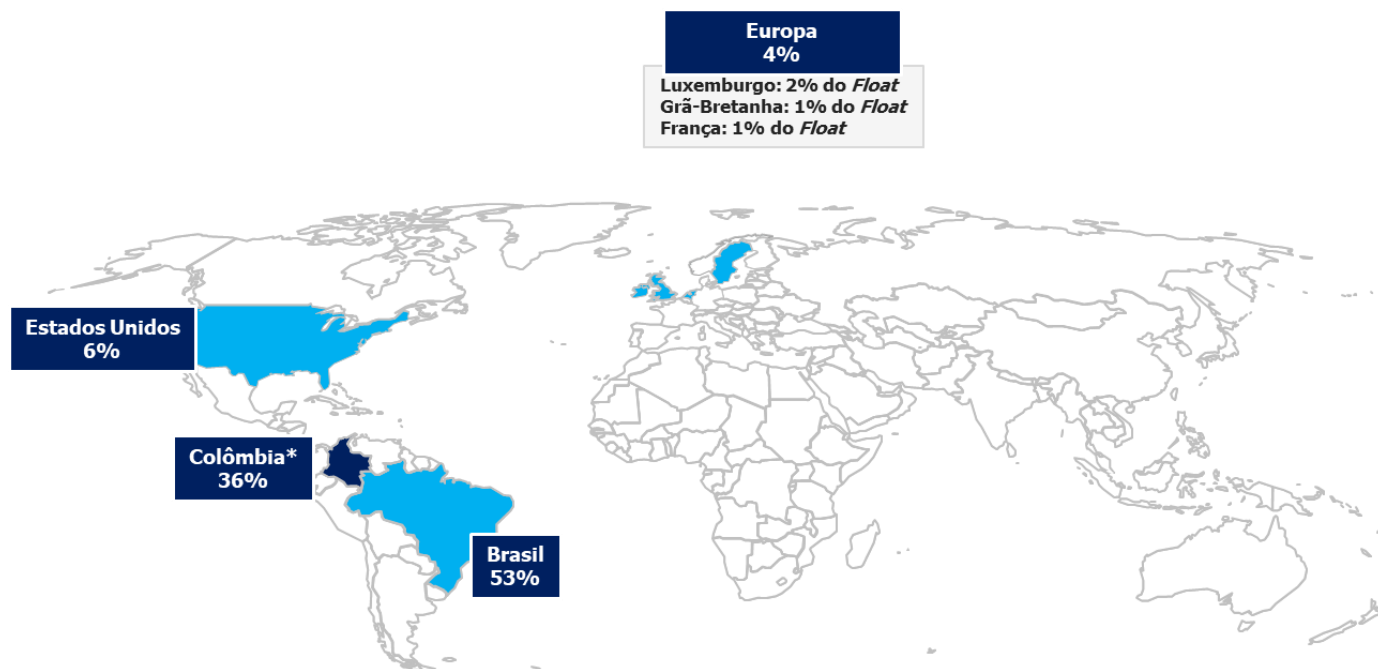 Europa
4%
Luxemburgo: 2% do Float
Grã-Bretanha: 1% do Float
França: 1% do Float
Estados Unidos
6%
Colômbia*
36%
Brasil
53%